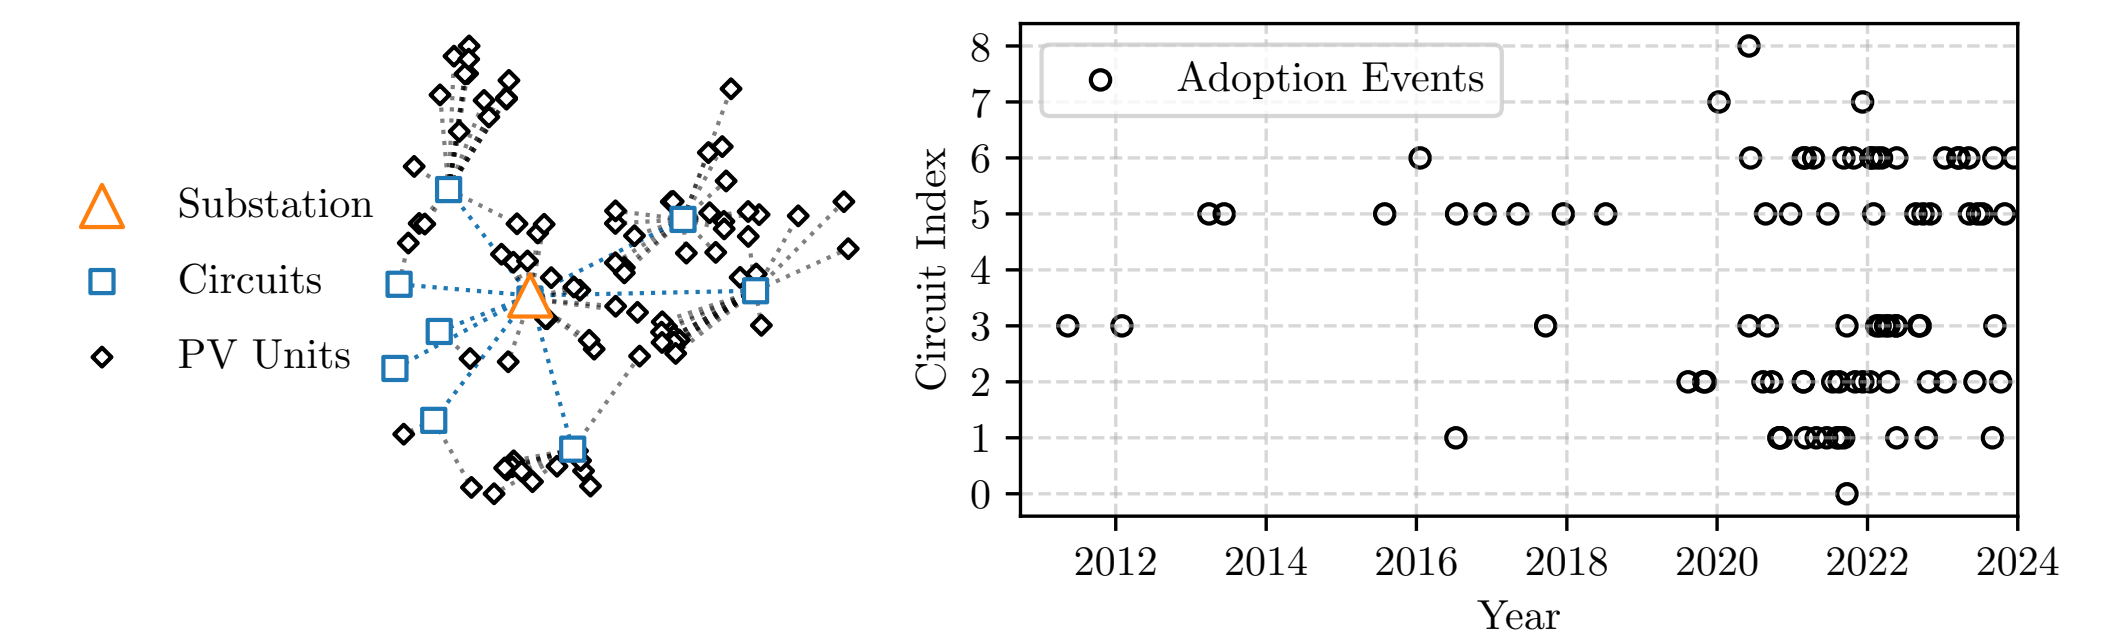 Substation
Circuits
PV Units
Adoption Events
Circuit Index
8
7
6
5
4
3
2
1
0
2012 2014 2016 2018 2020 2022 2024
Year